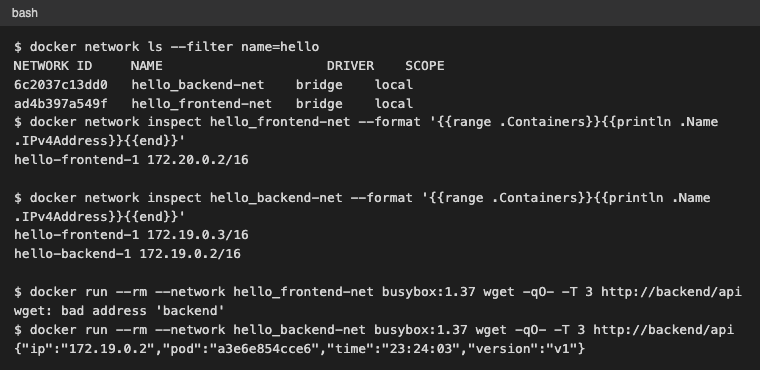 bash
$ docker network ls --filter name=hello
NETWORK ID     NAME                     DRIVER    SCOPE
6c2037c13dd0   hello_backend-net    bridge    local
ad4b397a549f   hello_frontend-net   bridge    local
$ docker network inspect hello_frontend-net --format '{{range .Containers}}{{println .Name
.IPv4Address}}{{end}}'
hello-frontend-1 172.20.0.2/16

$ docker network inspect hello_backend-net --format '{{range .Containers}}{{println .Name
.IPv4Address}}{{end}}'
hello-frontend-1 172.19.0.3/16
hello-backend-1 172.19.0.2/16

$ docker run --rm --network hello_frontend-net busybox:1.37 wget -qO- -T 3 http://backend/api
wget: bad address 'backend'
$ docker run --rm --network hello_backend-net busybox:1.37 wget -qO- -T 3 http://backend/api
{"ip":"172.19.0.2","pod":"a3e6e854cce6","time":"23:24:03","version":"v1"}